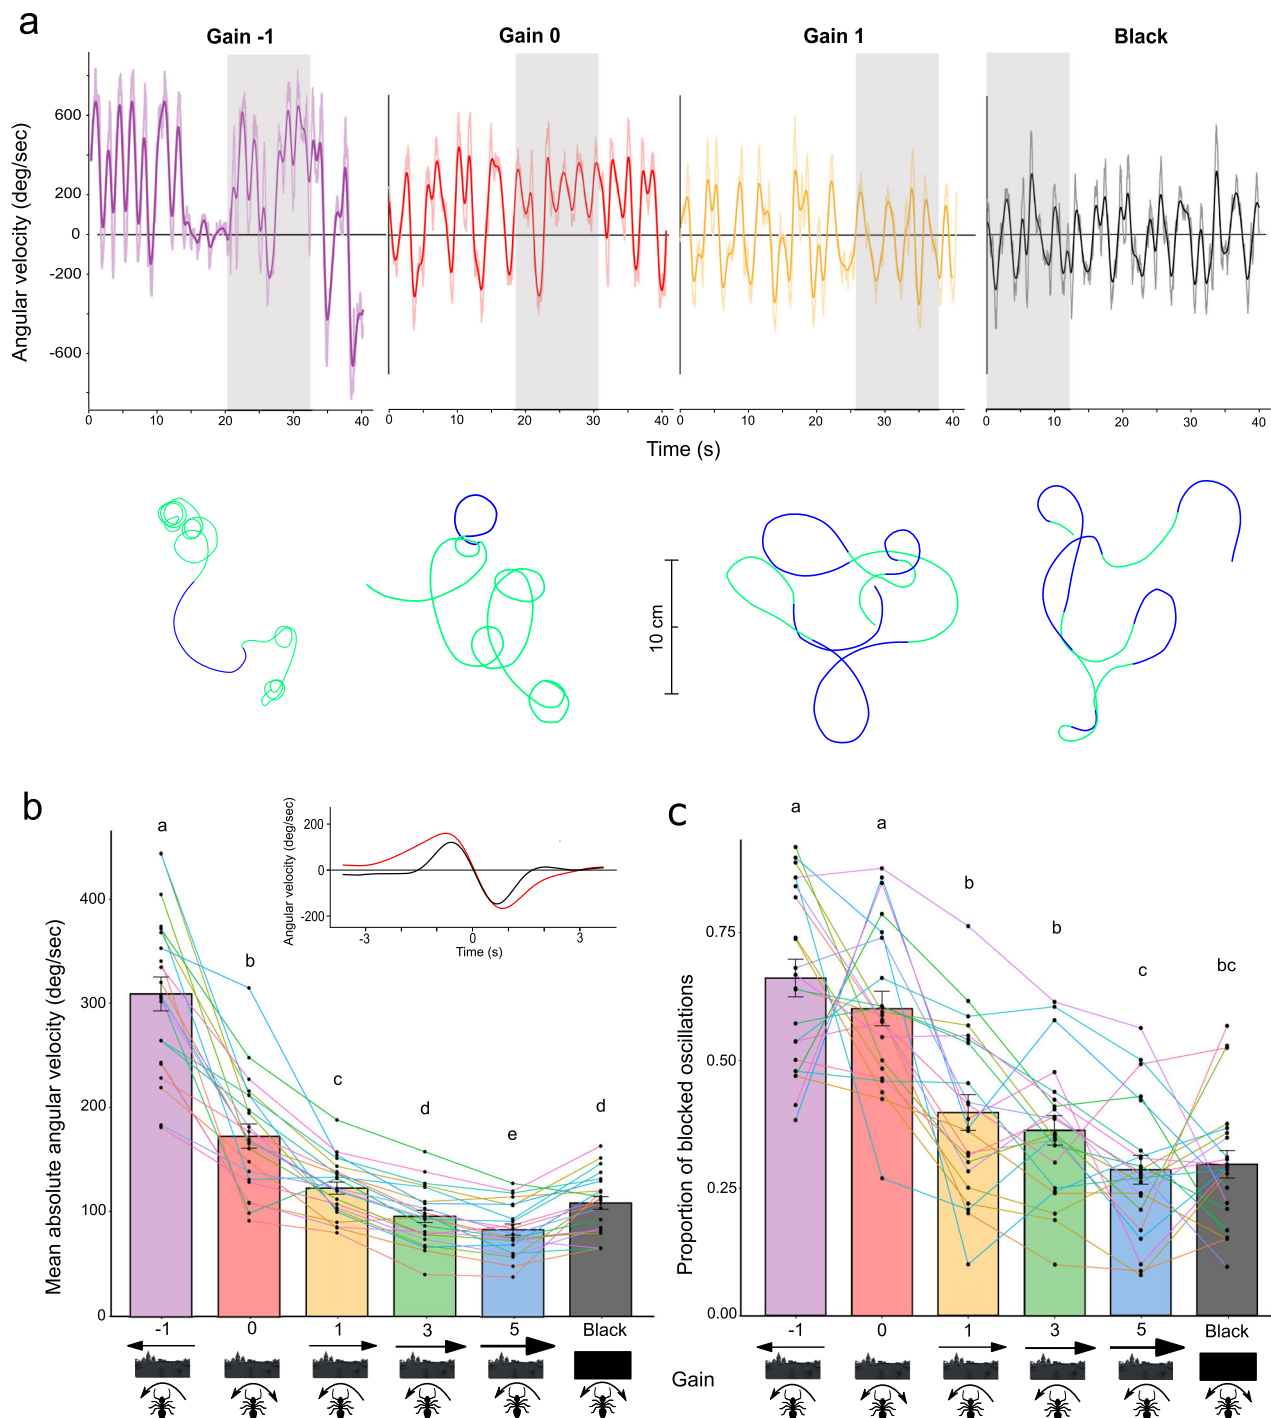 a
Gain -1
Gain 0
Gain 1
Black
Angular velocity (deg/sec)
600
200
0
-200
-600
0 10 20 30 40
0 10 20 30 40
0 10 20 30 40
0 10 20 30 40
Time (s)
10 cm
b
Mean absolute angular velocity (deg/sec)
400
300
200
100
0
a
b
c
d
e
d
Angular velocity (deg/sec)
200
0
-200
-3 0 3
Time (s)
-1 0 1 3 5 Black
c
Proportion of blocked oscillations
0.75
0.50
0.25
0.00
a
a
b
b
c
bc
-1 0 1 3 5 Black
Gain